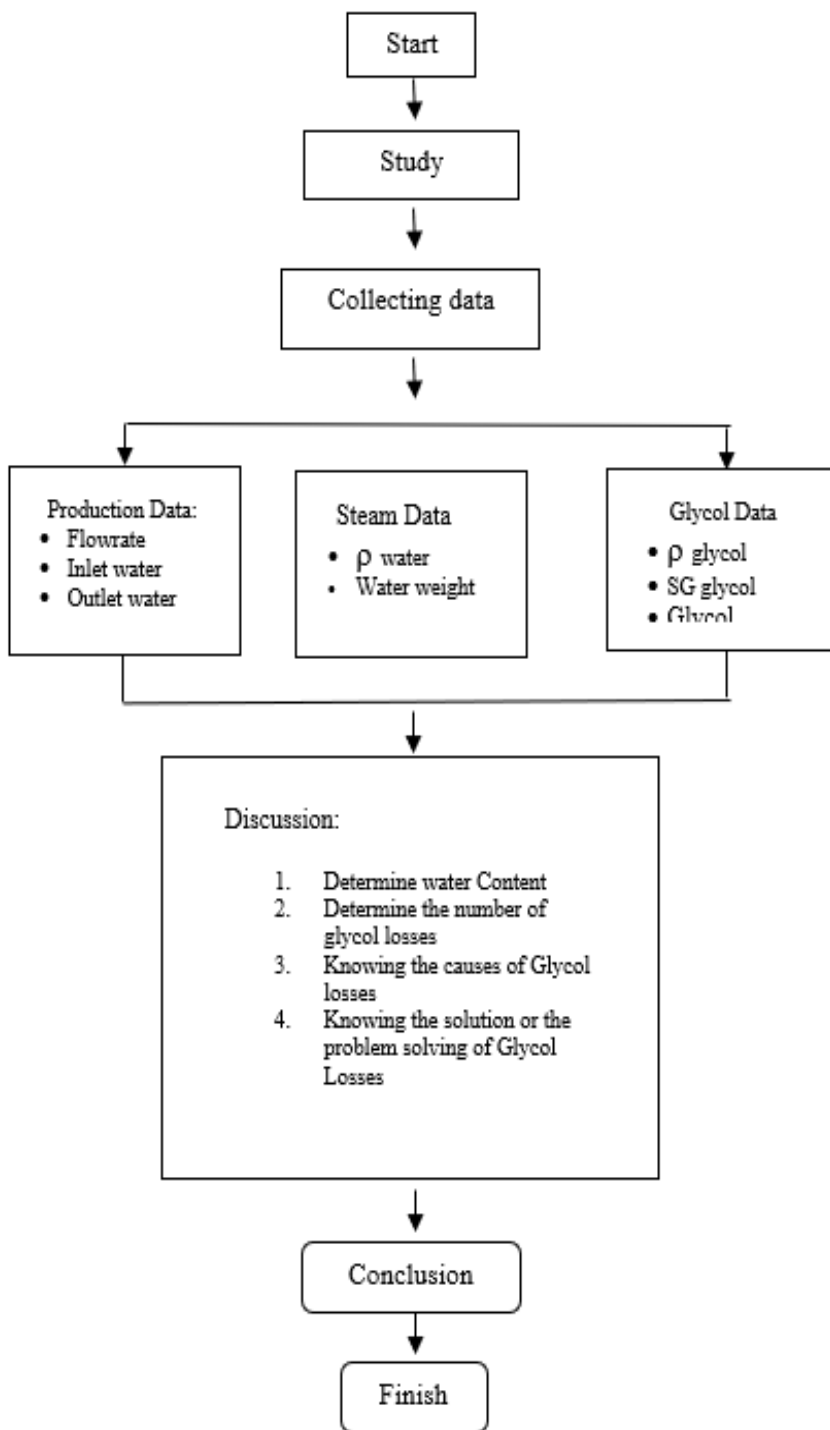 Start
Study
Collecting data
Production Data:
• Flowrate
• Inlet water
• Outlet water
Steam Data
• ρ water
• Water weight
Glycol Data
• ρ glycol
• SG glycol
• Glycol
Discussion:
1. Determine water Content
2. Determine the number of
glycol losses
3. Knowing the causes of Glycol
losses
4. Knowing the solution or the
problem solving of Glycol
Losses
Conclusion
Finish